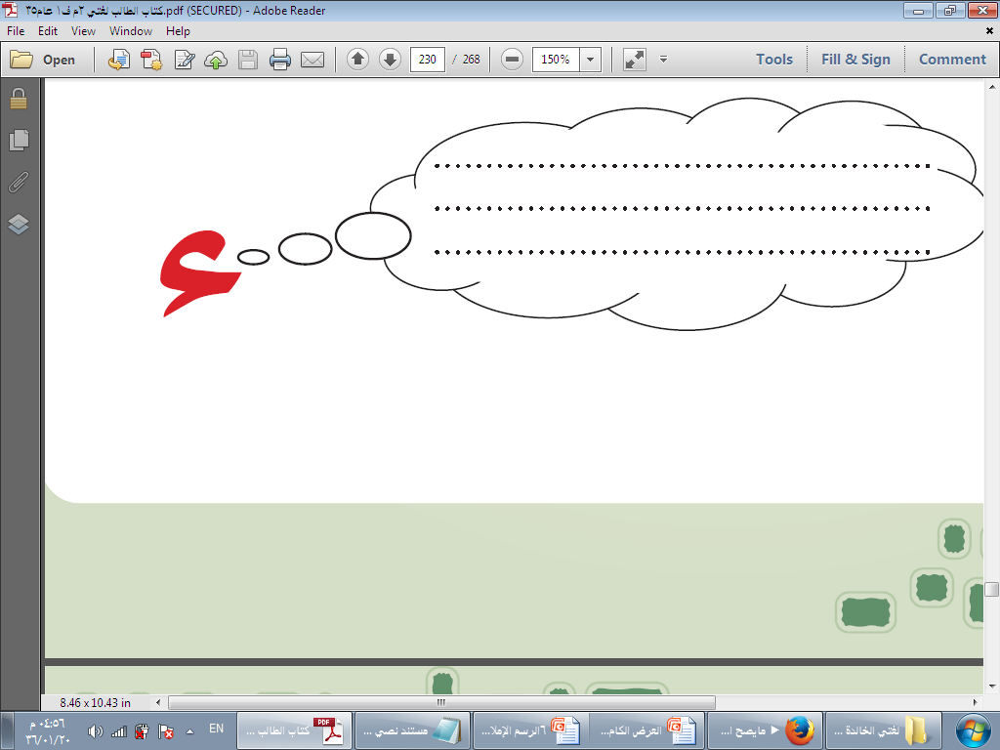 كتاب الطالب لغتي ٢م ف١ عام٣٥.pdf (SECURED) - Adobe Reader
File Edit View Window Help
Open 230 / 268 150% Tools Fill & Sign Comment
...............................................
...............................................
...............................................
ء
8.46 x 10.43 in
٠٤:٥٦ م
٣٦/٠١/٢٠
EN
كتاب الطالب ...
مستند نصي ...
٦الرسم الإملا...
العرض الكام...
مايصح ا...
لغتي الخالدة ...